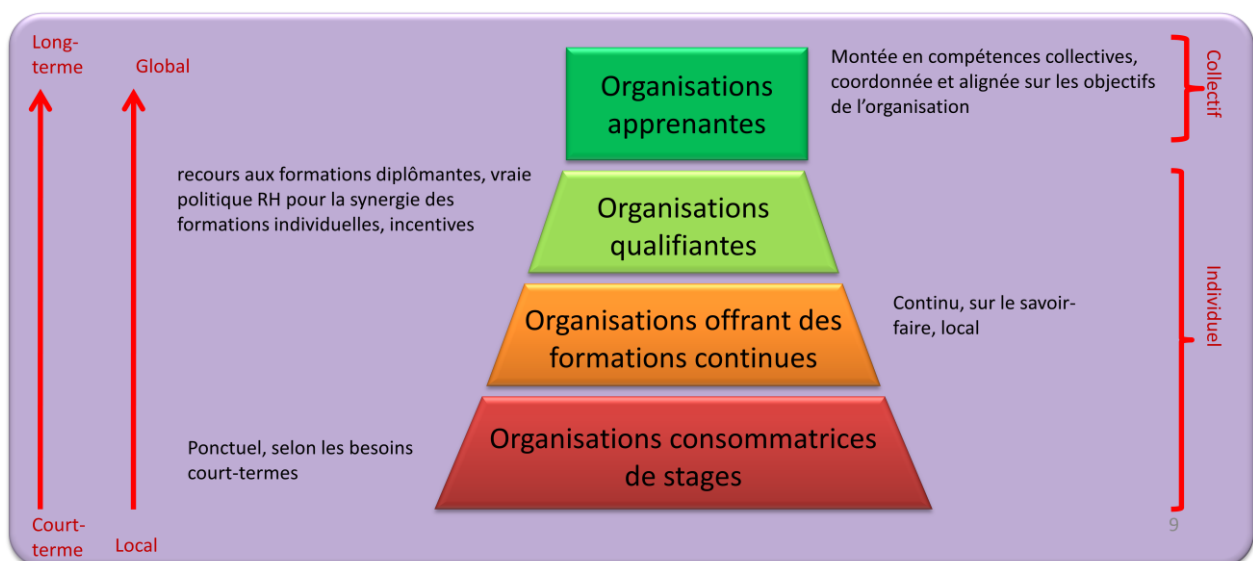 Long-
terme
Global
Organisations
apprenantes
Montée en compétences collectives,
coordonnée et alignée sur les objectifs
de l'organisation
Collectif
recours aux formations diplômantes, vraie
politique RH pour la synergie des
formations individuelles, incentives
Organisations
qualifiantes
Organisations offrant des
formations continues
Continu, sur le savoir-
faire, local
Individuel
Ponctuel, selon les besoins
court-termes
Organisations consommatrices
de stages
Court-
terme
Local
9